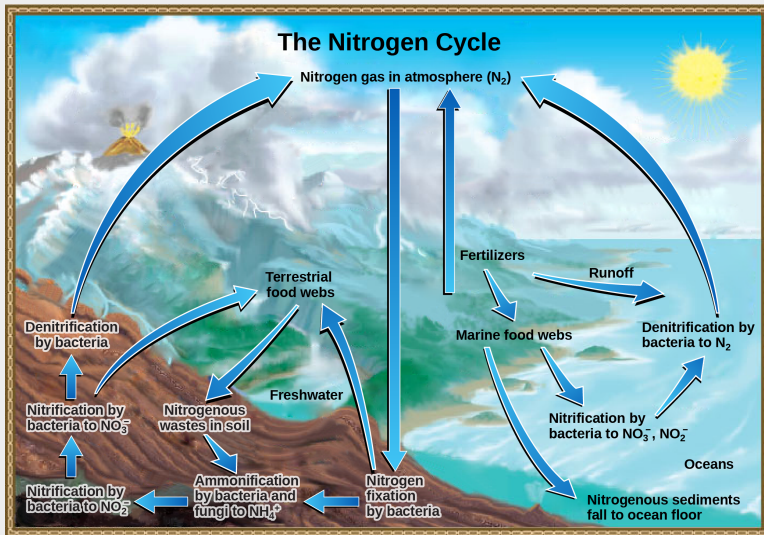 The Nitrogen Cycle
Nitrogen gas in atmosphere (N₂)
Fertilizers
Runoff
Terrestrial
food webs
Denitrification
by bacteria
Marine food webs
Denitrification by
bacteria to N₂
Freshwater
Nitrification by
bacteria to NO₃⁻
Nitrogenous
wastes in soil
Nitrification by
bacteria to NO₃⁻, NO₂⁻
Oceans
Nitrification by
bacteria to NO₂⁻
Ammonification
by bacteria and
fungi to NH₄⁺
Nitrogen
fixation
by bacteria
Nitrogenous sediments
fall to ocean floor